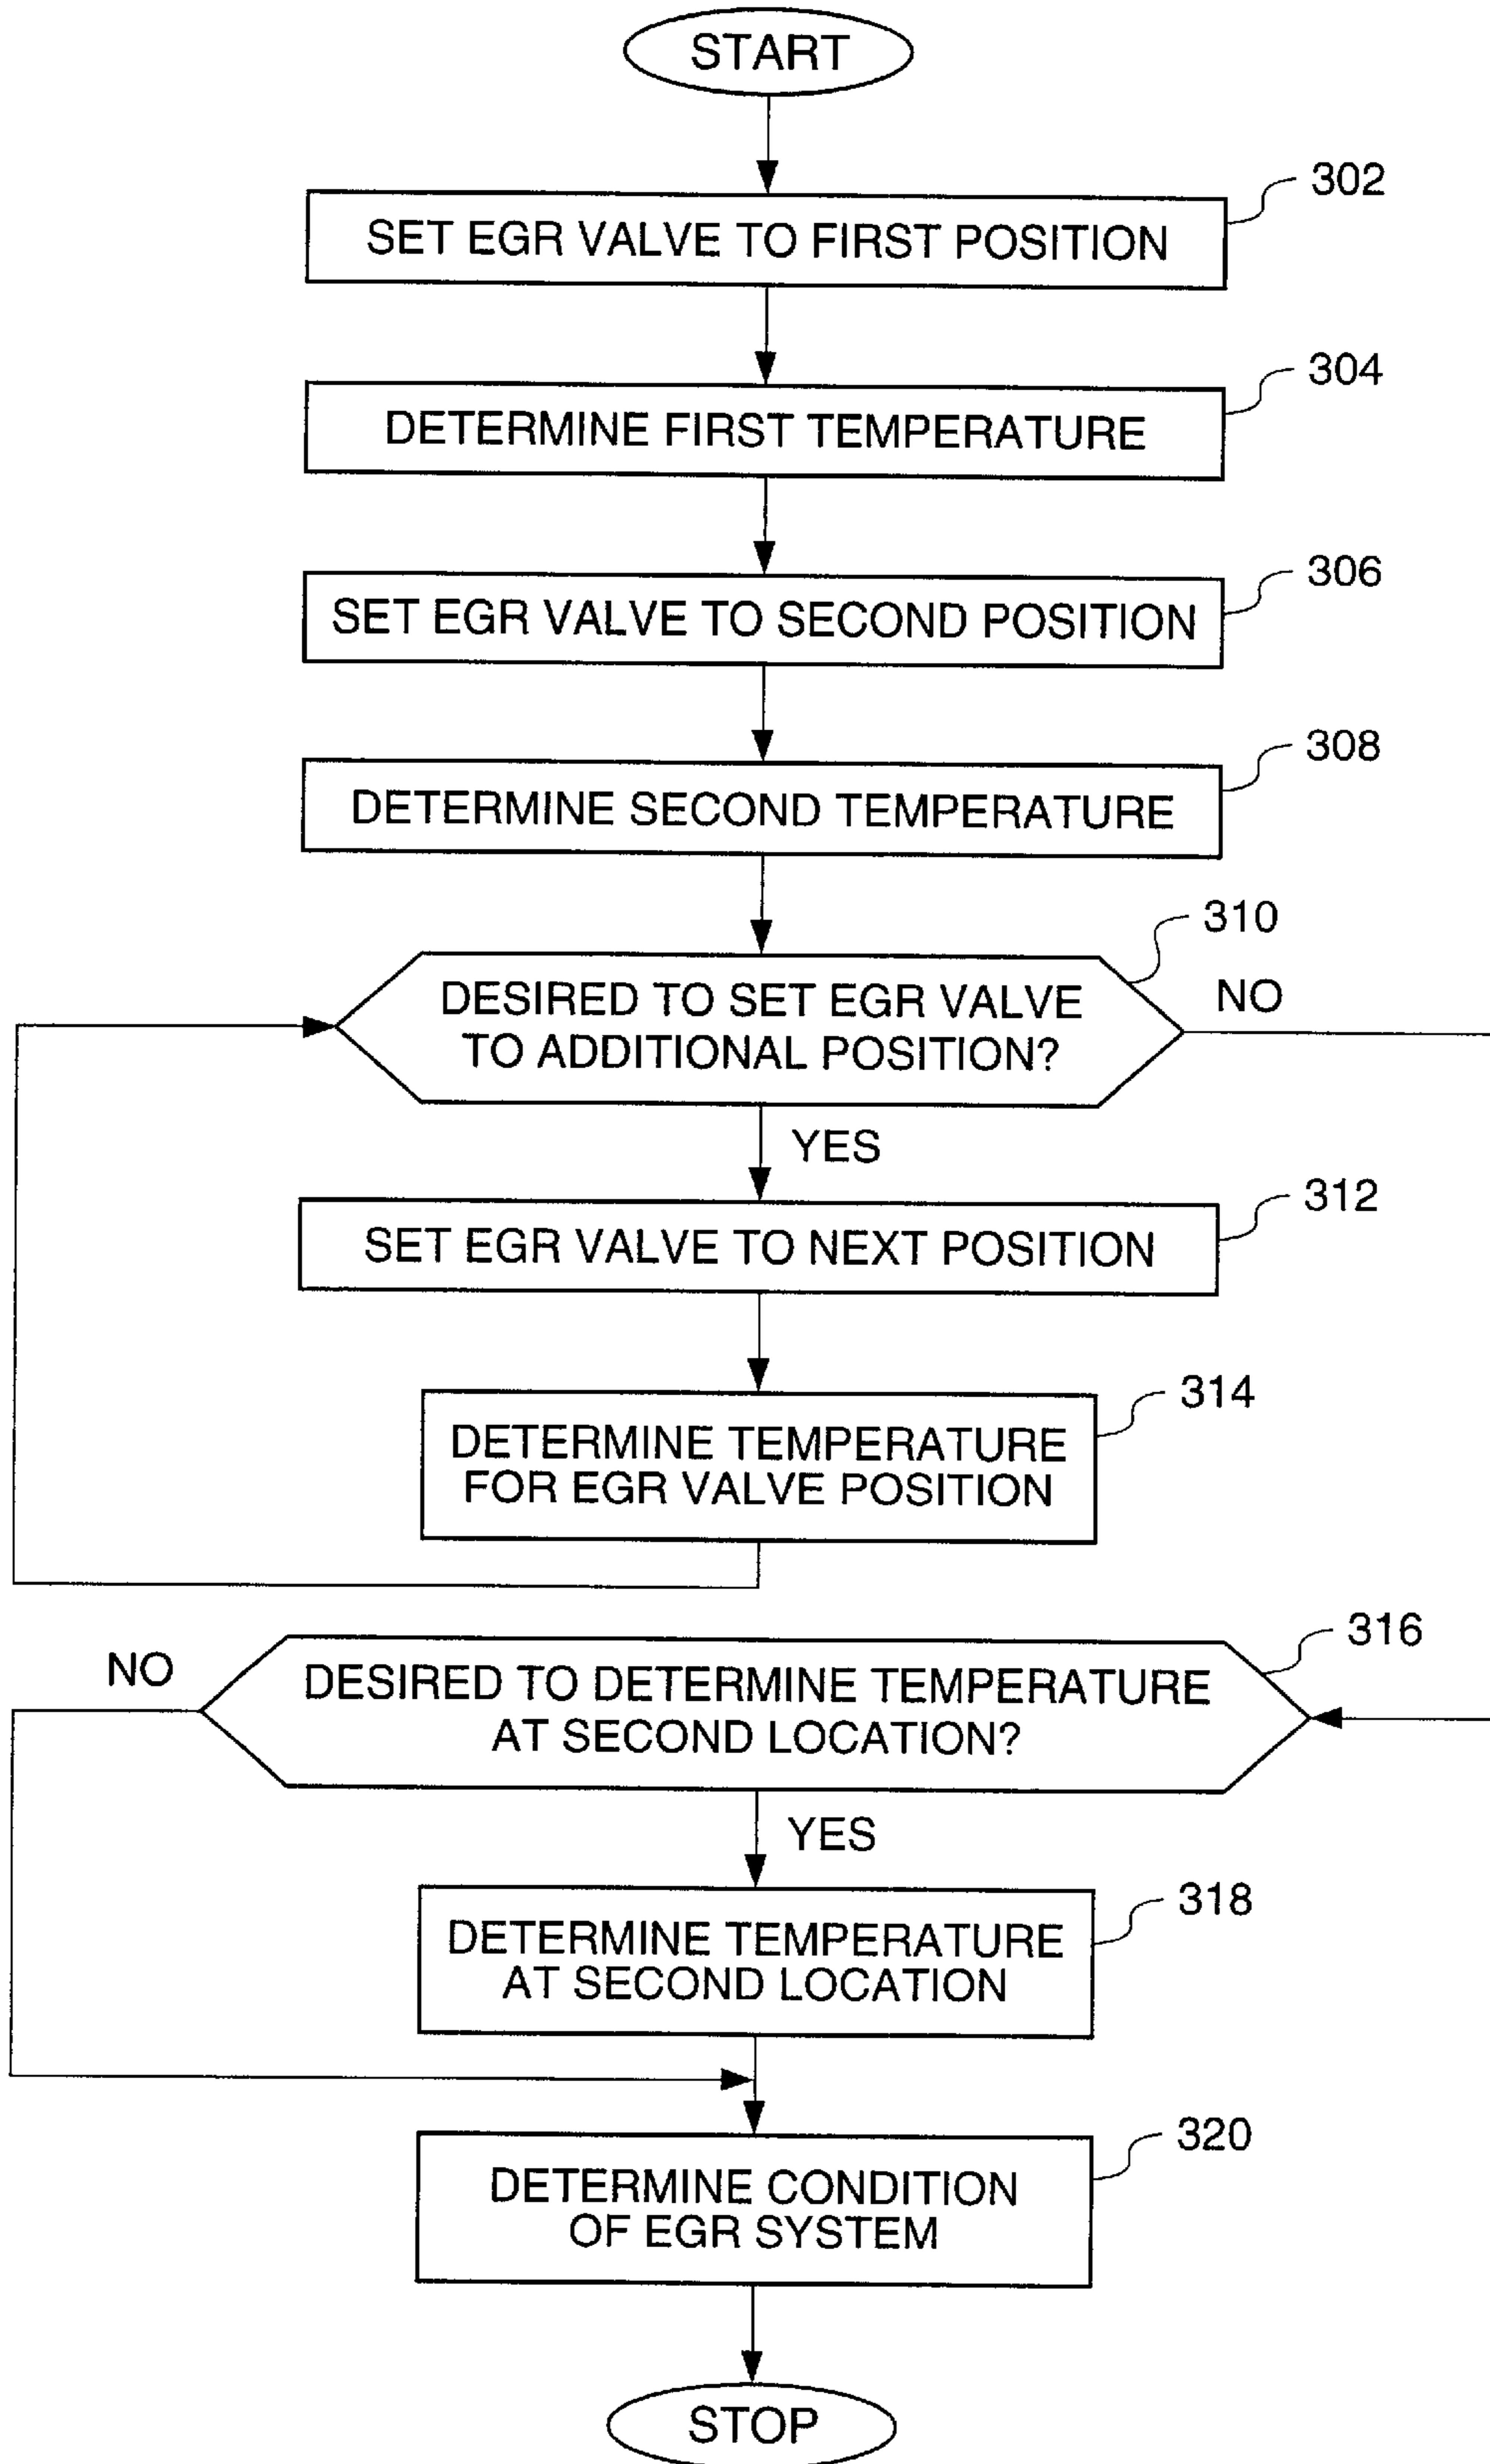 START
302
SET EGR VALVE TO FIRST POSITION
304
DETERMINE FIRST TEMPERATURE
306
SET EGR VALVE TO SECOND POSITION
308
DETERMINE SECOND TEMPERATURE
310
DESIRED TO SET EGR VALVE
TO ADDITIONAL POSITION?
NO
YES
312
SET EGR VALVE TO NEXT POSITION
314
DETERMINE TEMPERATURE
FOR EGR VALVE POSITION
316
NO
DESIRED TO DETERMINE TEMPERATURE
AT SECOND LOCATION?
YES
318
DETERMINE TEMPERATURE
AT SECOND LOCATION
320
DETERMINE CONDITION
OF EGR SYSTEM
STOP